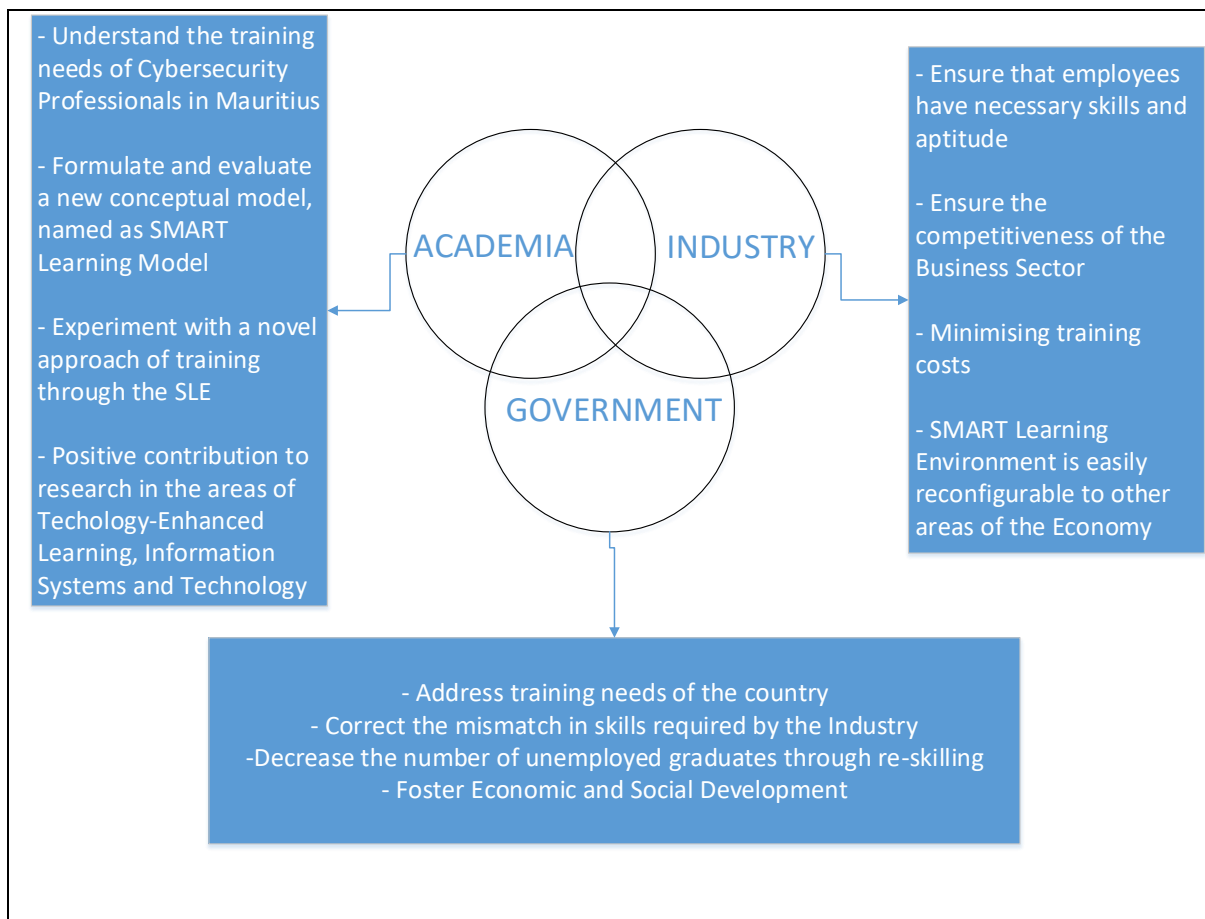 - Understand the training
needs of Cybersecurity
Professionals in Mauritius
- Formulate and evaluate
a new conceptual model,
named as SMART
Learning Model
- Experiment with a novel
approach of training
through the SLE
- Positive contribution to
research in the areas of
Techology-Enhanced
Learning, Information
Systems and Technology
ACADEMIA
INDUSTRY
GOVERNMENT
- Ensure that employees
have necessary skills and
aptitude
- Ensure the
competitiveness of the
Business Sector
- Minimising training
costs
- SMART Learning
Environment is easily
reconfigurable to other
areas of the Economy
- Address training needs of the country
- Correct the mismatch in skills required by the Industry
-Decrease the number of unemployed graduates through re-skilling
- Foster Economic and Social Development